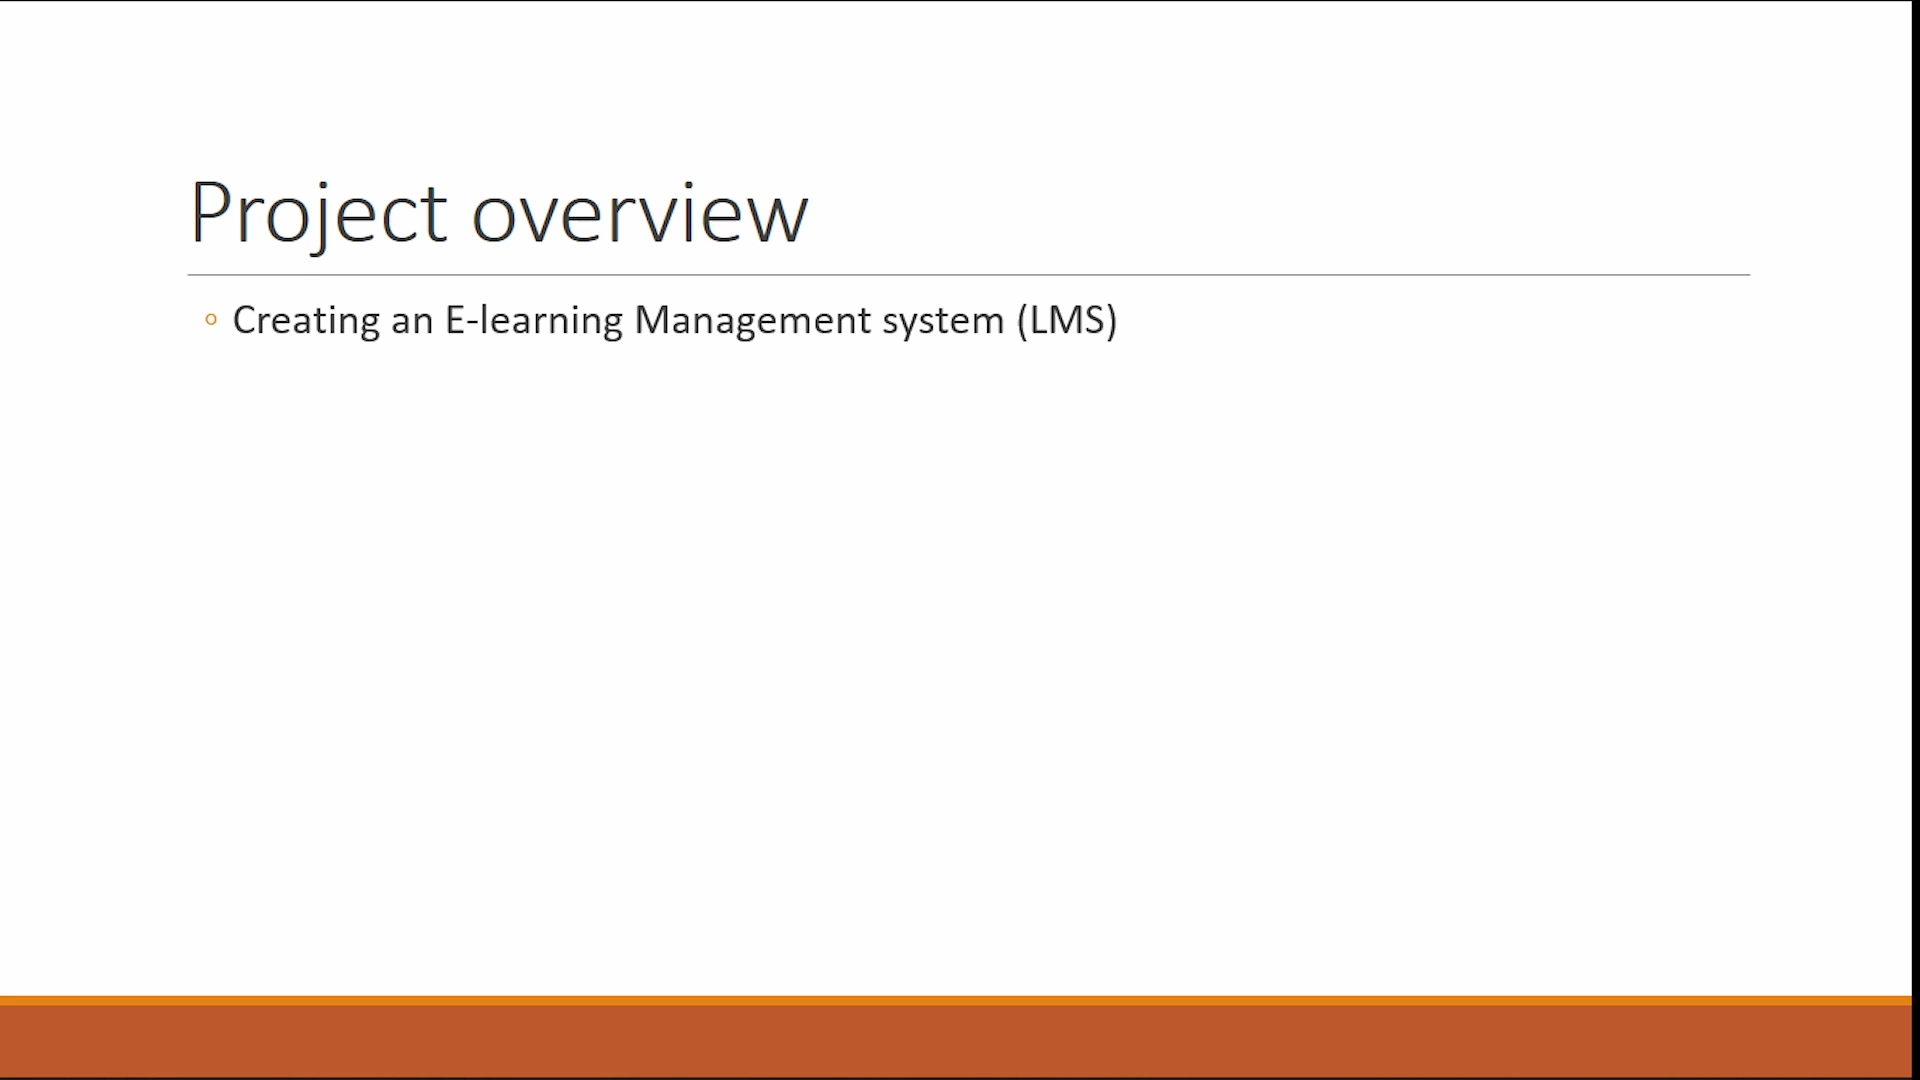 Project overview
◦ Creating an E-learning Management system (LMS)